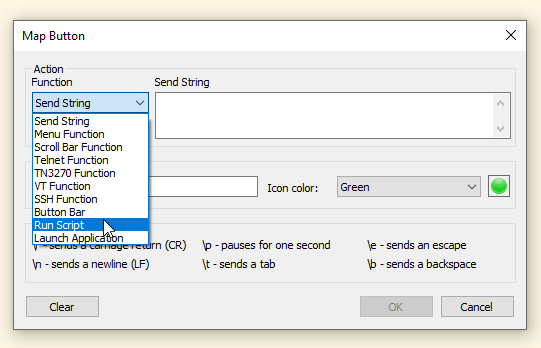 Map Button
Action
Function Send String
Send String
Send String
Menu Function
Scroll Bar Function
Telnet Function
TN3270 Function
VT Function
SSH Function
Button Bar
Run Script
Launch Application
Icon color: Green
sends a carriage return (CR) \p - pauses for one second \e - sends an escape
\n - sends a newline (LF) \t - sends a tab \b - sends a backspace
Clear OK Cancel